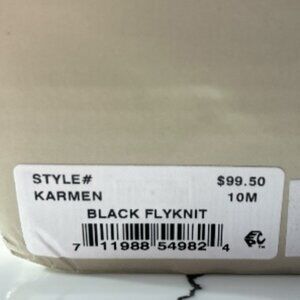 STYLE# $99.50
KARMEN 10M
BLACK FLYKNIT
7 11988 54982 4